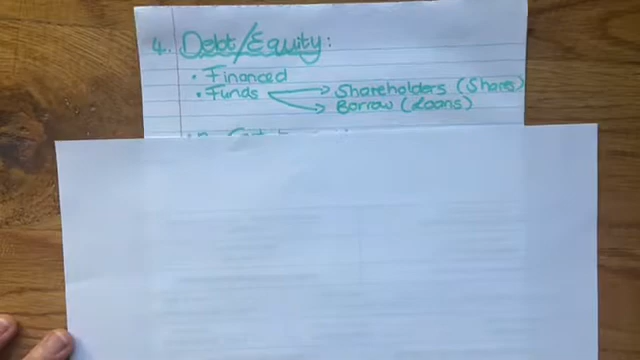 4. Debt/Equity:
• Financed
• Funds → Shareholders (Shares)
→ Borrow (Loans)